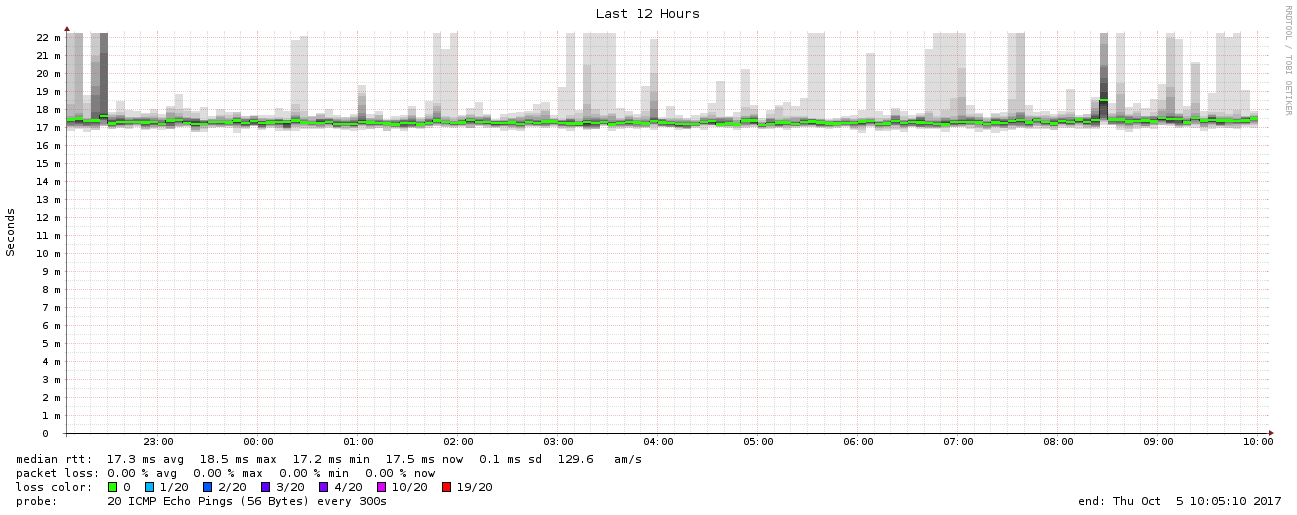 Last 12 Hours
RRDTOOL / TOBI OETIKER
Seconds
22 m
21 m
20 m
19 m
18 m
17 m
16 m
15 m
14 m
13 m
12 m
11 m
10 m
9 m
8 m
7 m
6 m
5 m
4 m
3 m
2 m
1 m
0
23:00 00:00 01:00 02:00 03:00 04:00 05:00 06:00 07:00 08:00 09:00 10:00
median rtt: 17.3 ms avg 18.5 ms max 17.2 ms min 17.5 ms now 0.1 ms sd 129.6 am/s
packet loss: 0.00 % avg 0.00 % max 0.00 % min 0.00 % now
loss color: 0 1/20 2/20 3/20 4/20 10/20 19/20
probe: 20 ICMP Echo Pings (56 Bytes) every 300s end: Thu Oct 5 10:05:10 2017